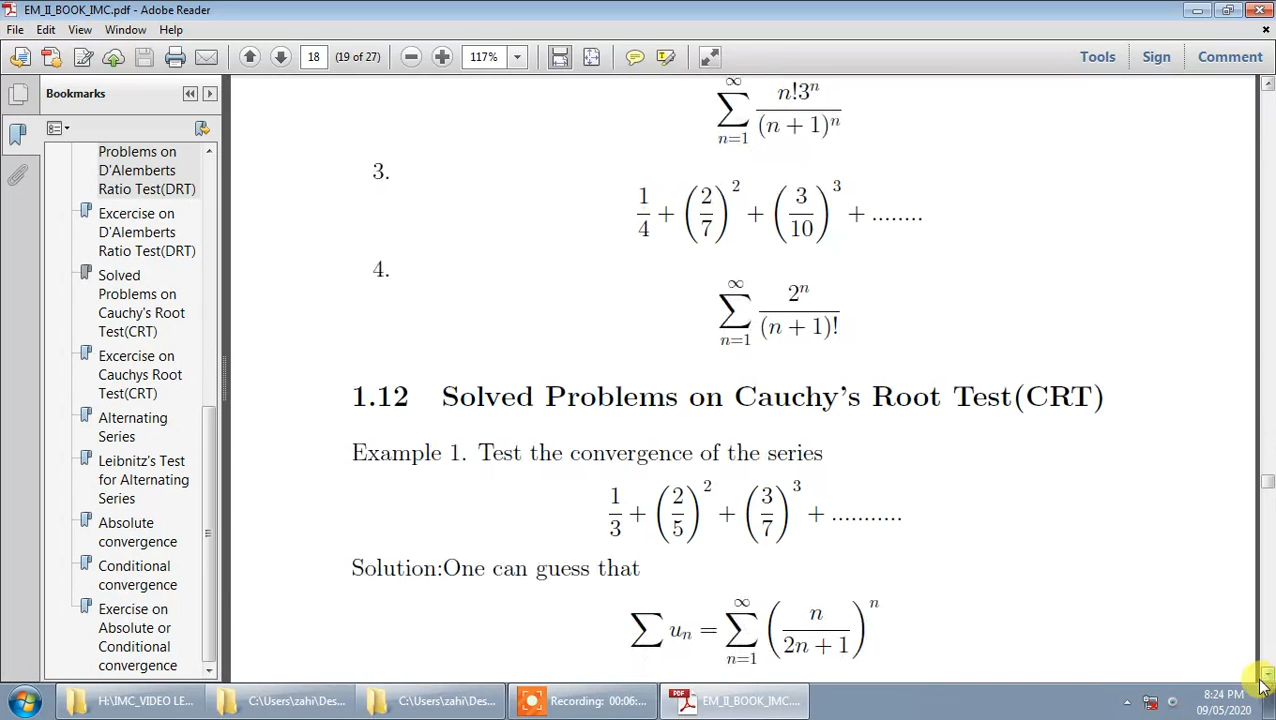 EM_II_BOOK_IMC.pdf - Adobe Reader
File Edit View Window Help
18 (19 of 27) 117% Tools Sign Comment
Bookmarks
Problems on
D'Alemberts
Ratio Test(DRT)
Excercise on
D'Alemberts
Ratio Test(DRT)
Solved
Problems on
Cauchy's Root
Test(CRT)
Excercise on
Cauchys Root
Test(CRT)
Alternating
Series
Leibnitz's Test
for Alternating
Series
Absolute
convergence
Conditional
convergence
Exercise on
Absolute or
Conditional
convergence
∑_{n=1}^{∞} n!3^n / (n + 1)^n
3.
1/4 + (2/7)^2 + (3/10)^3 + ........
4.
∑_{n=1}^{∞} 2^n / (n + 1)!
1.12 Solved Problems on Cauchy's Root Test(CRT)
Example 1. Test the convergence of the series
1/3 + (2/5)^2 + (3/7)^3 + ...........
Solution:One can guess that
∑ u_n = ∑_{n=1}^{∞} (n / (2n + 1))^n
H:\IMC_VIDEO LE... C:\Users\zahi\Des... C:\Users\zahi\Des... Recording: 00:06:... PDF EM_II_BOOK_IMC....
8:24 PM
09/05/2020